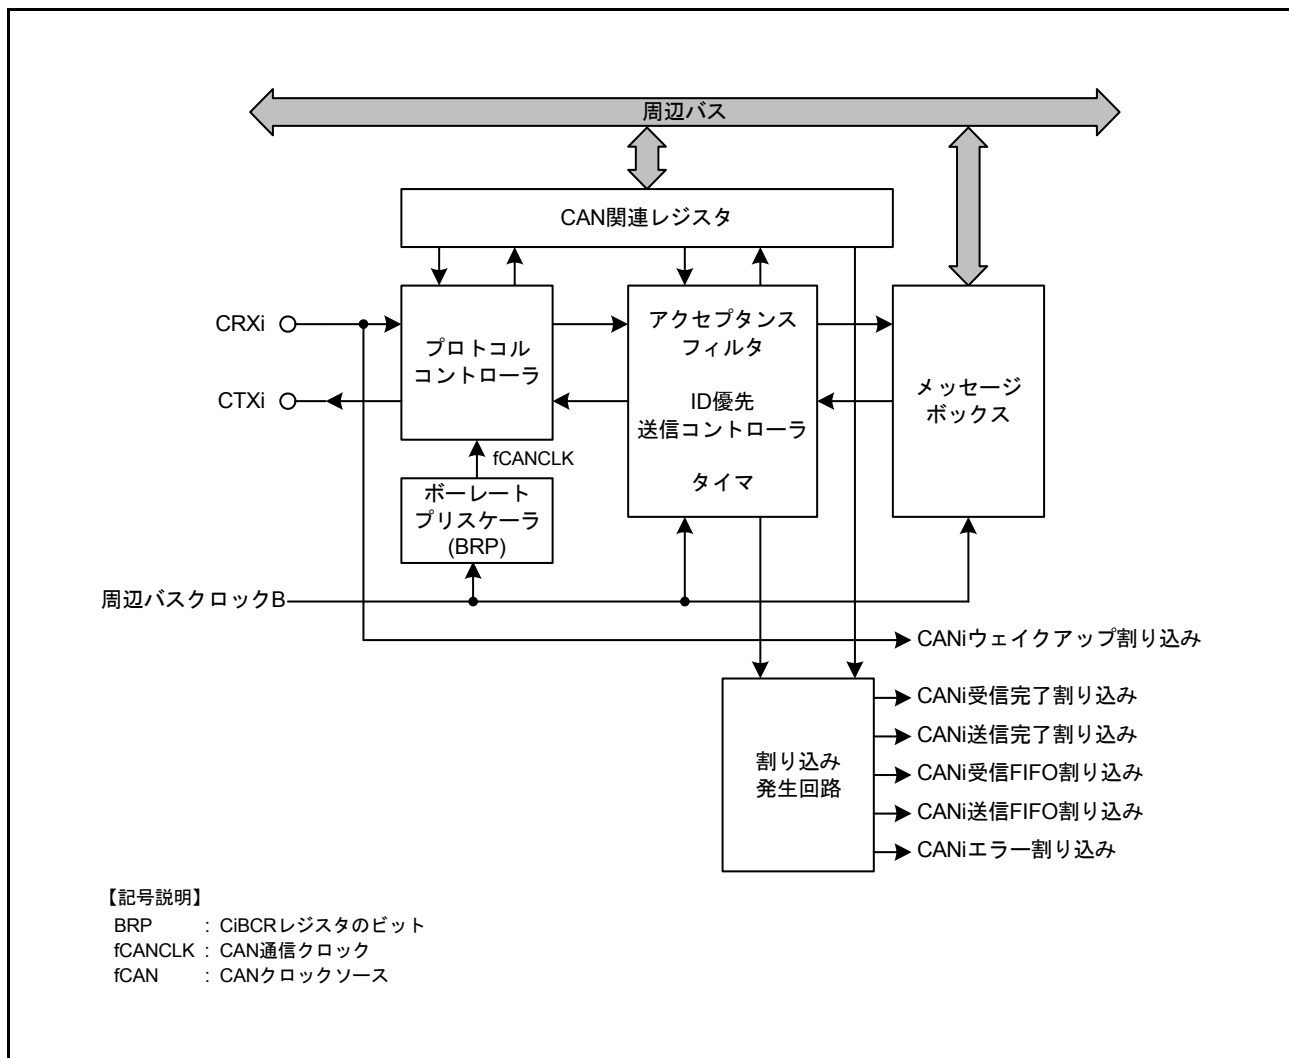 周辺バス
CAN関連レジスタ
CRXi
CTXi
プロトコル
コントローラ
アクセプタンス
フィルタ
ID優先
送信コントローラ
タイマ
メッセージ
ボックス
fCANCLK
ボーレート
プリスケーラ
(BRP)
周辺バスクロックB
CANiウェイクアップ割り込み
割り込み
発生回路
CANi受信完了割り込み
CANi送信完了割り込み
CANi受信FIFO割り込み
CANi送信FIFO割り込み
CANiエラー割り込み
【記号説明】
BRP : CiBCRレジスタのビット
fCANCLK : CAN通信クロック
fCAN : CANクロックソース